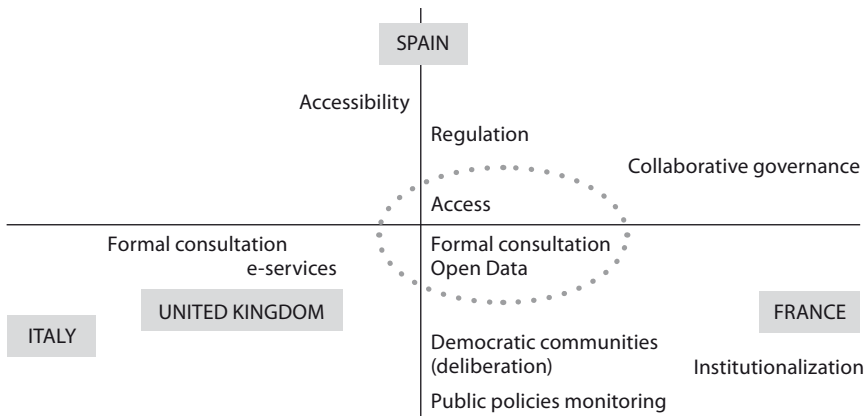 SPAIN
Accessibility
Regulation
Collaborative governance
Access
Formal consultation
e-services
Formal consultation
Open Data
UNITED KINGDOM
ITALY
FRANCE
Democratic communities
(deliberation)
Institutionalization
Public policies monitoring